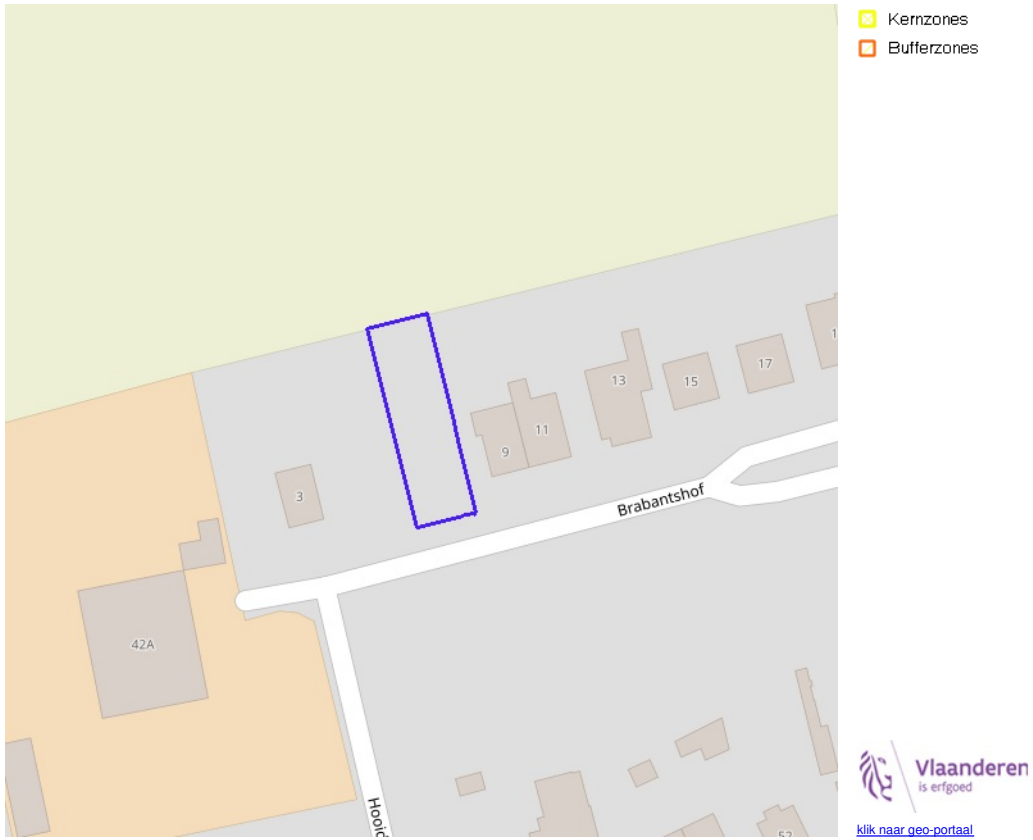 Kernzones
Bufferzones
13
15
17
11
9
3
Brabantshof
42A
Vlaanderen
is erfgoed
klik naar geo-portaal